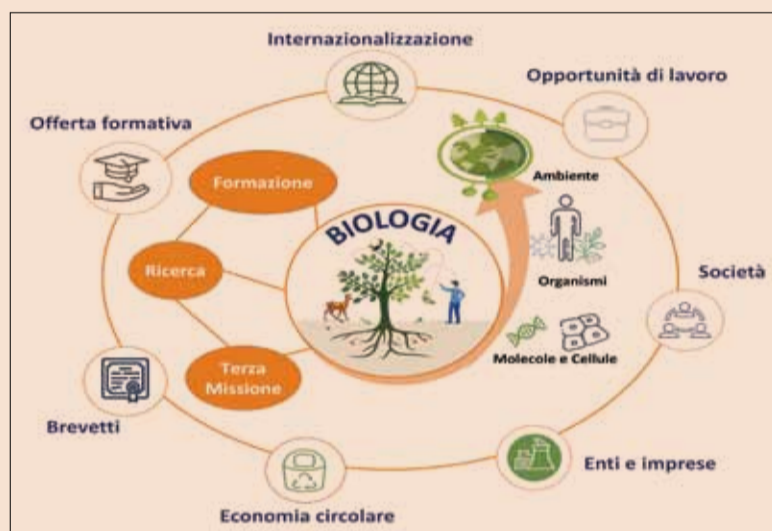 Internazionalizzazione
Opportunità di lavoro
Offerta formativa
Formazione
Ambiente
BIOLOGIA
Ricerca
Organismi
Società
Molecole e Cellule
Terza
Missione
Brevetti
Enti e imprese
Economia circolare